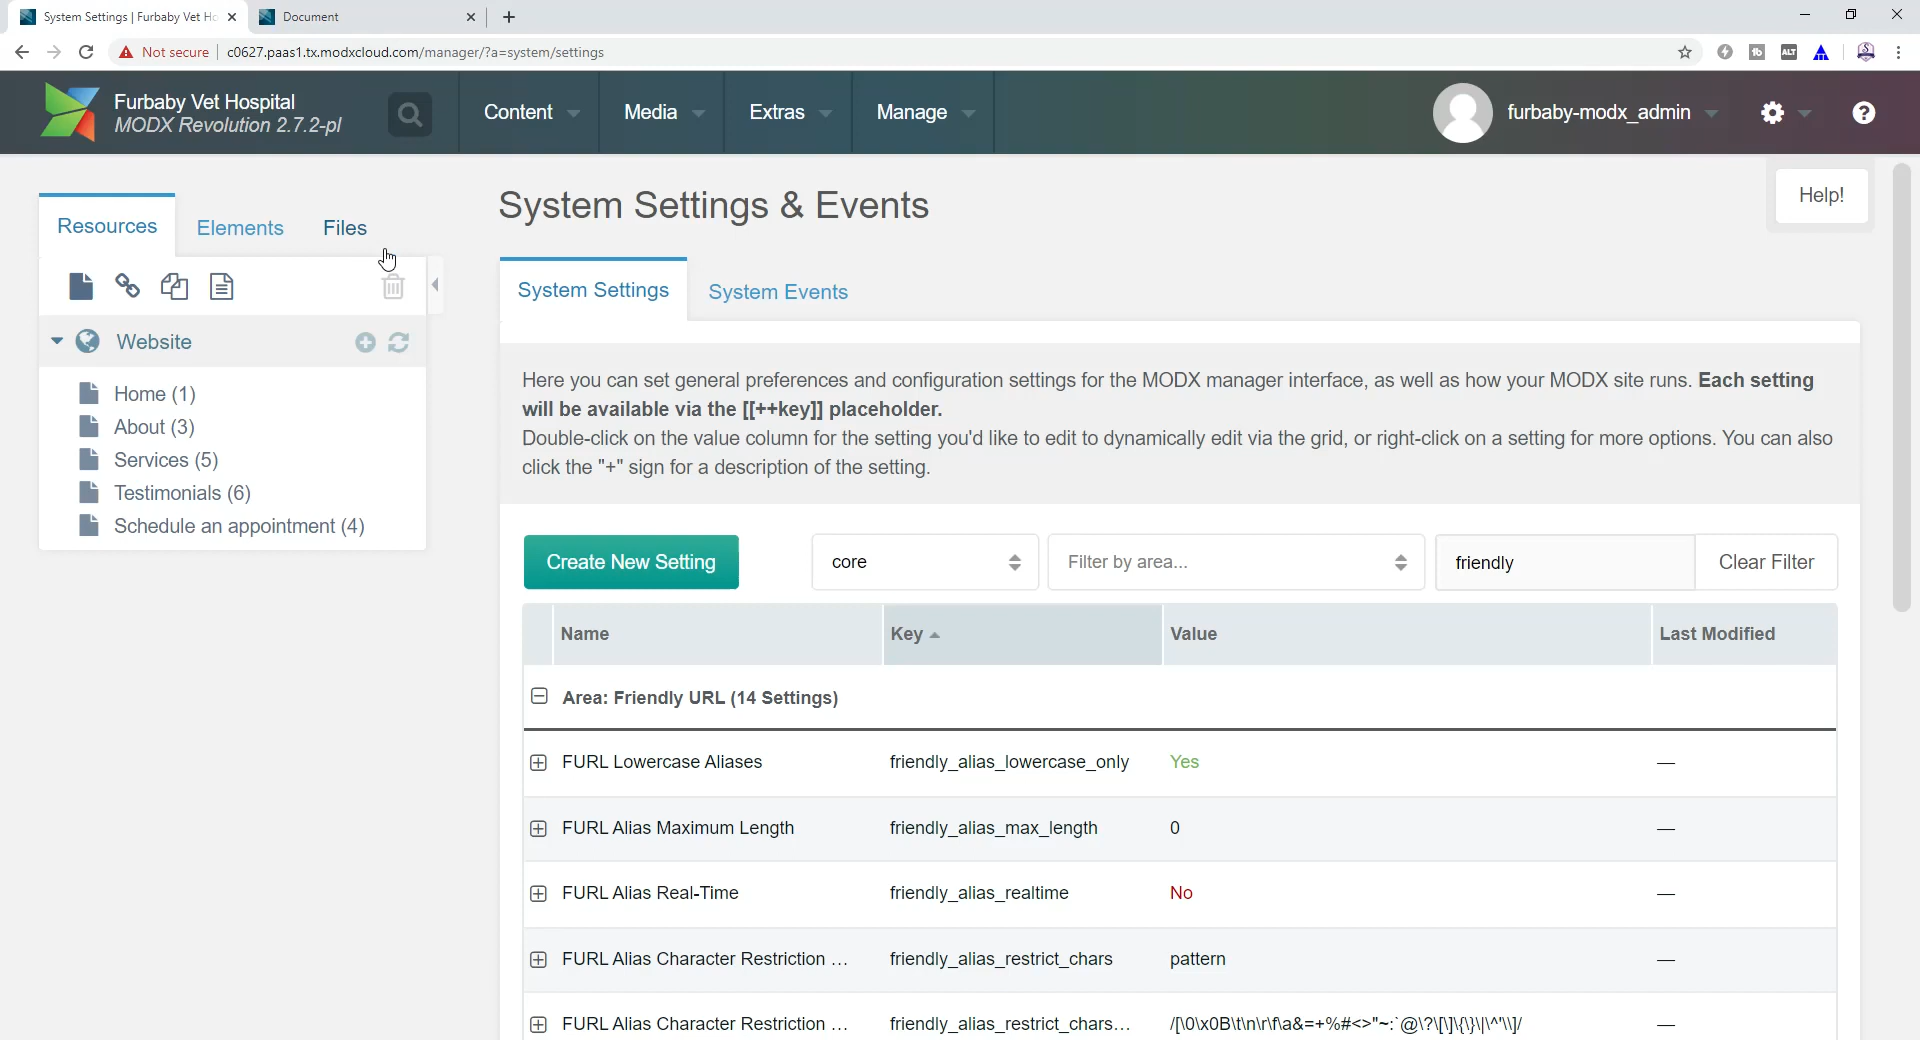 System Settings | Furbaby Vet Ho
Document
Not secure
c0627.paas1.tx.modxcloud.com/manager/?a=system/settings
tb
ALT
Furbaby Vet Hospital
MODX Revolution 2.7.2-pl
Content
Media
Extras
Manage
furbaby-modx_admin
Resources
Elements
Files
System Settings & Events
Help!
System Settings
System Events
Website
Home (1)
About (3)
Services (5)
Testimonials (6)
Schedule an appointment (4)
Here you can set general preferences and configuration settings for the MODX manager interface, as well as how your MODX site runs. Each setting
will be available via the [[++key]] placeholder.
Double-click on the value column for the setting you'd like to edit to dynamically edit via the grid, or right-click on a setting for more options. You can also
click the "+" sign for a description of the setting.
Create New Setting
core
Filter by area...
friendly
Clear Filter
Name
Key
Value
Last Modified
Area: Friendly URL (14 Settings)
FURL Lowercase Aliases
friendly_alias_lowercase_only
Yes
—
FURL Alias Maximum Length
friendly_alias_max_length
0
—
FURL Alias Real-Time
friendly_alias_realtime
No
—
FURL Alias Character Restriction ...
friendly_alias_restrict_chars
pattern
—
FURL Alias Character Restriction ...
friendly_alias_restrict_chars...
/[\0\x0B\t\n\r\f\a&=+%#<>"~:`@\?\[\]\{\}\|\^'\\]/
—